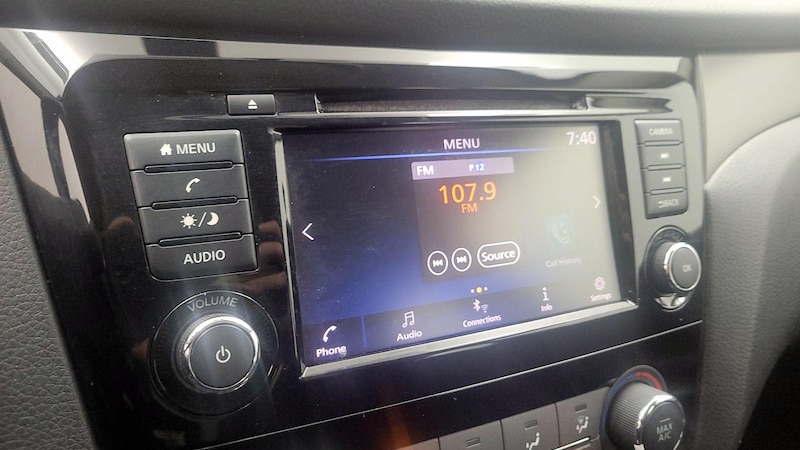 MENU
AUDIO
VOLUME
MENU
7:40
FM P12
107.9
FM
Source
Call History
Phone
Audio
Connections
Info
Settings
CAMERA
BACK
OK
MAX
A/C